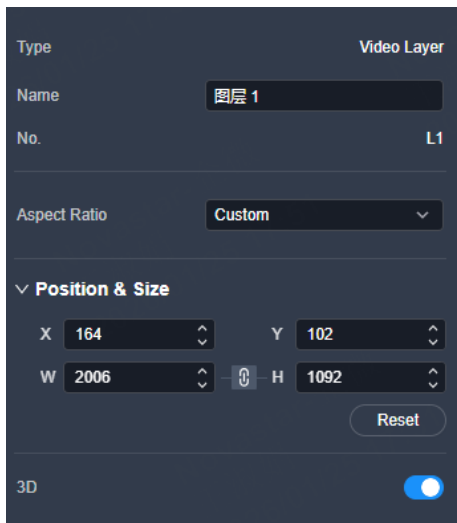 Type Video Layer
Name 图层 1
No. L1
Aspect Ratio Custom
Position & Size
X 164 Y 102
W 2006 H 1092
Reset
3D